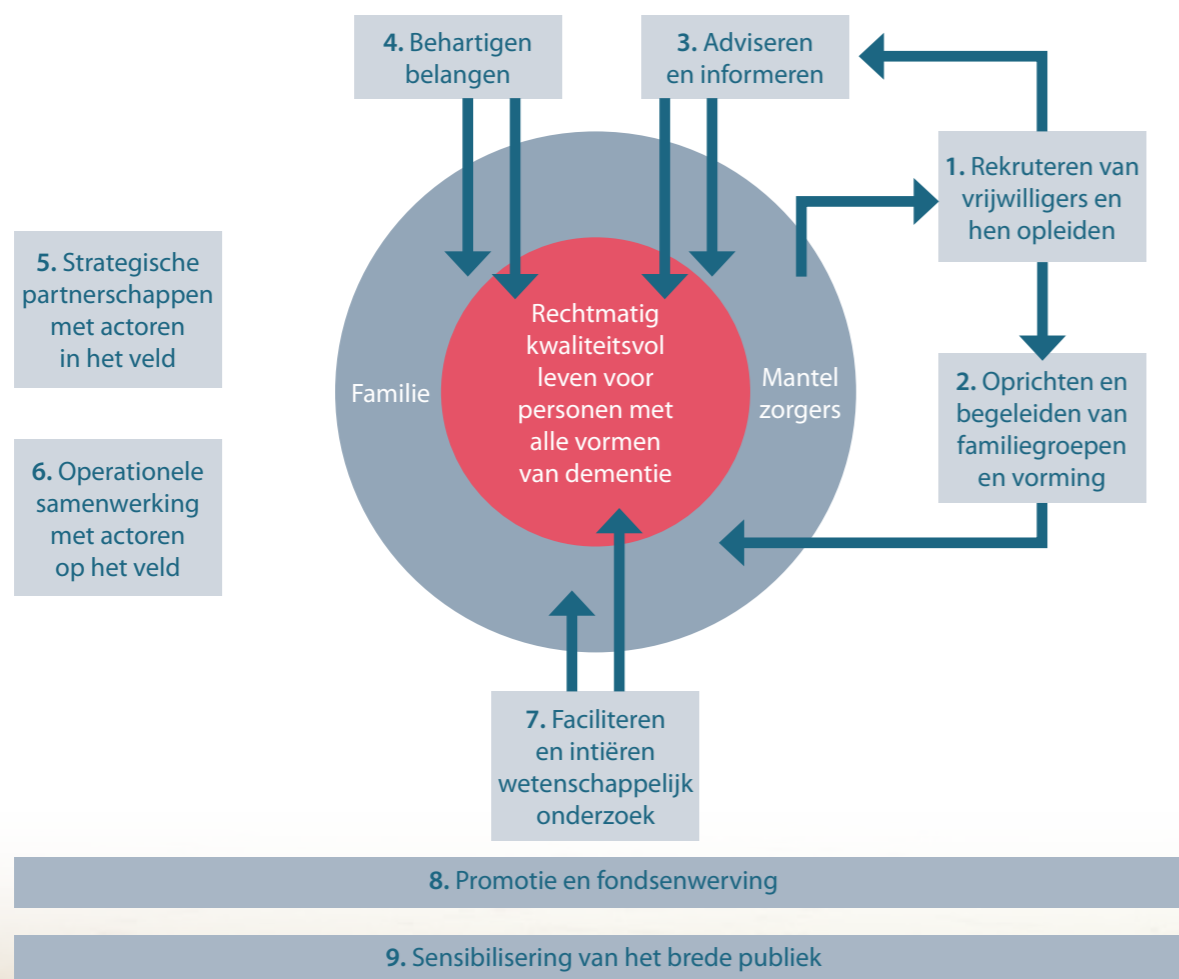 4. Behartigen
belangen
3. Adviseren
en informeren
1. Rekruteren van
vrijwilligers en
hen opleiden
5. Strategische
partnerschappen
met actoren
in het veld
Rechtmatig
kwaliteitsvol
leven voor
personen met
alle vormen
van dementie
Familie
Mantel
zorgers
2. Oprichten en
begeleiden van
familiegroepen
en vorming
6. Operationele
samenwerking
met actoren
op het veld
7. Faciliteren
en intiëren
wetenschappelijk
onderzoek
8. Promotie en fondsenwerving
9. Sensibilisering van het brede publiek